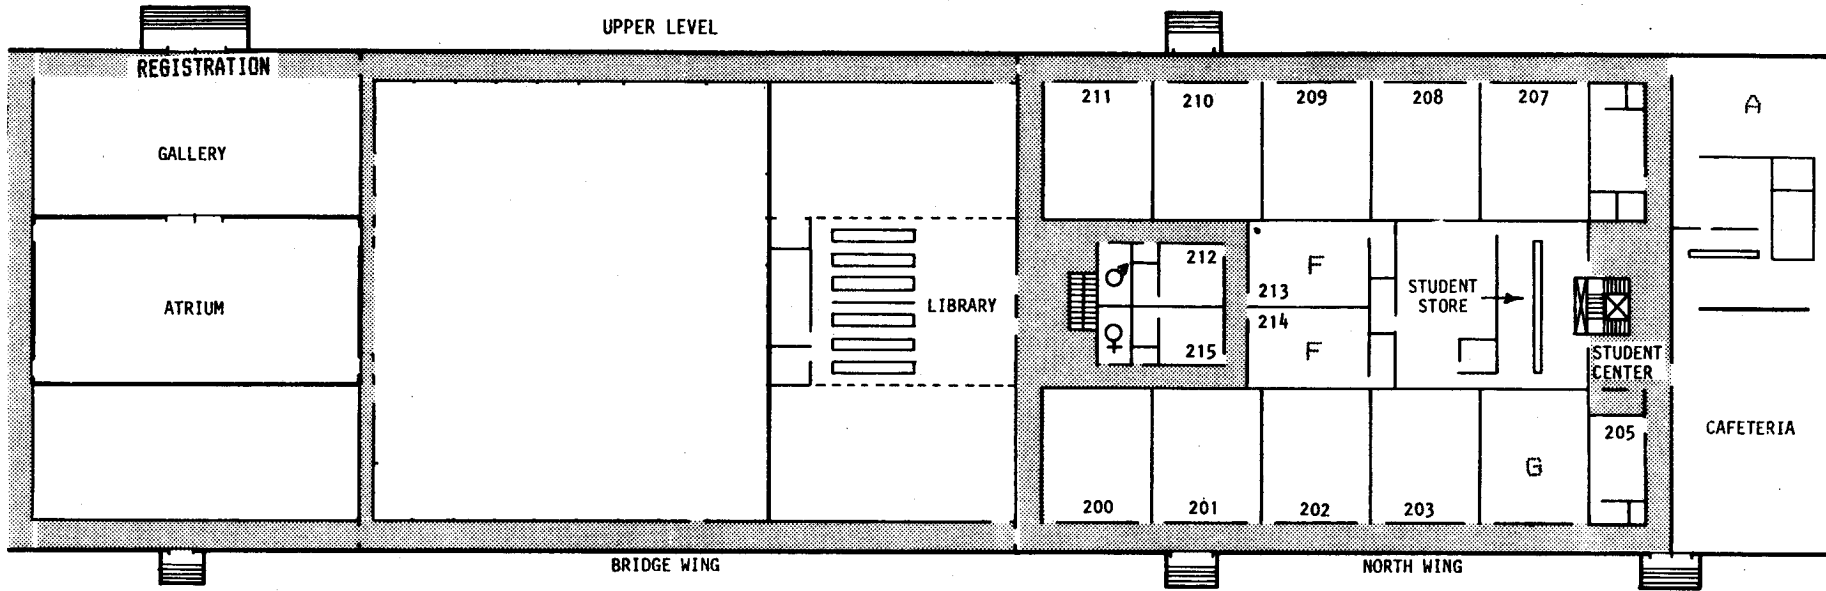 UPPER LEVEL
REGISTRATION
211
210
209
208
207
A
GALLERY
212
F
213
STUDENT
STORE
ATRIUM
LIBRARY
214
215
F
STUDENT
CENTER
205
CAFETERIA
G
200
201
202
203
BRIDGE WING
NORTH WING